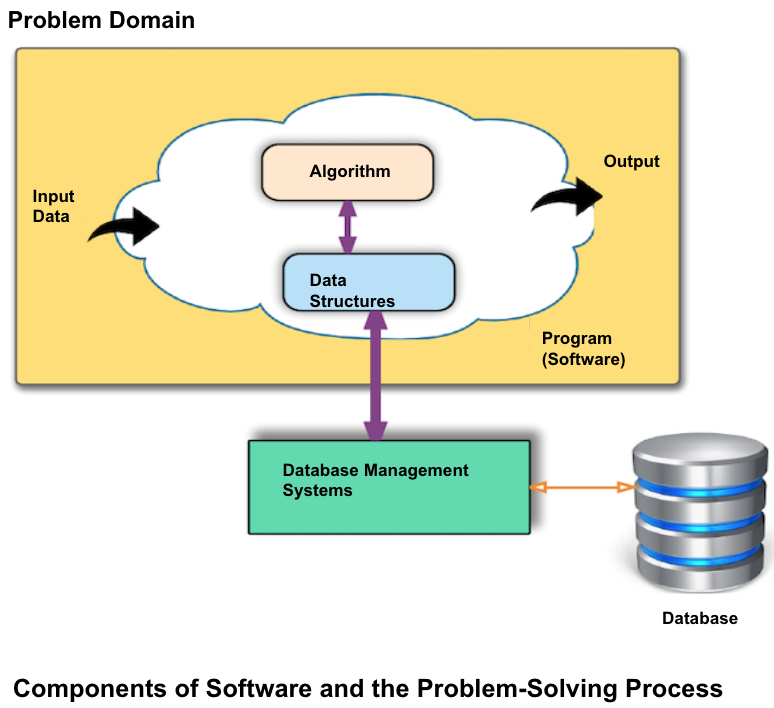 Problem Domain
Algorithm
Output
Input
Data
Data
Structures
Program
(Software)
Database Management
Systems
Database
Components of Software and the Problem-Solving Process